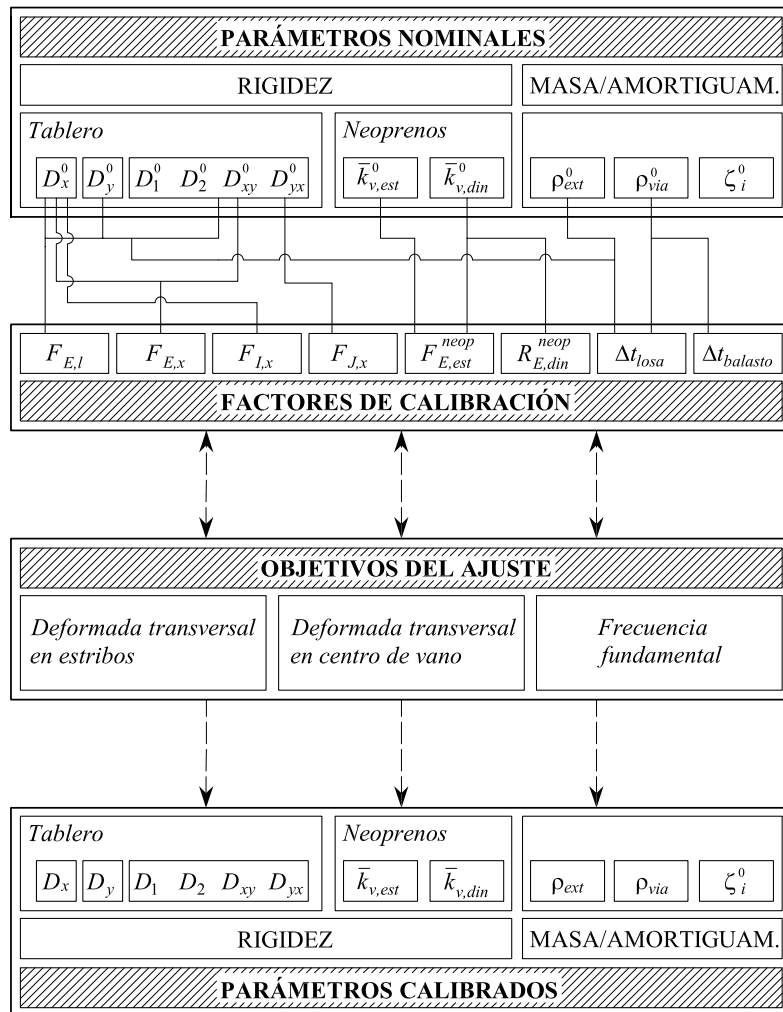 PARÁMETROS NOMINALES
RIGIDEZ
MASA/AMORTIGUAM.
Tablero
Neoprenos
D_x^0 D_y^0 D_1^0 D_2^0 D_xy^0 D_yx^0
k̅_v,est^0 k̅_v,din^0
ρ_ext^0 ρ_via^0 ζ_i^0
F_E,l F_E,x F_I,x F_J,x F_E,est^neop R_E,din^neop Δt_losa Δt_balasto
FACTORES DE CALIBRACIÓN
OBJETIVOS DEL AJUSTE
Deformada transversal
en estribos
Deformada transversal
en centro de vano
Frecuencia
fundamental
Tablero
Neoprenos
D_x D_y D_1 D_2 D_xy D_yx
k̅_v,est k̅_v,din
ρ_ext ρ_via ζ_i^0
RIGIDEZ
MASA/AMORTIGUAM.
PARÁMETROS CALIBRADOS